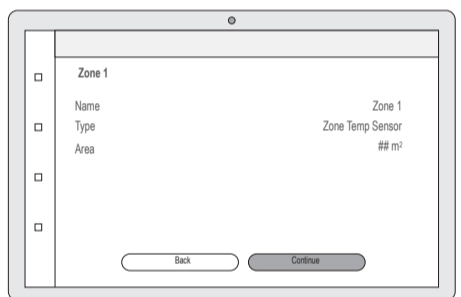 Zone 1
Name Zone 1
Type Zone Temp Sensor
Area ## m²
Back Continue